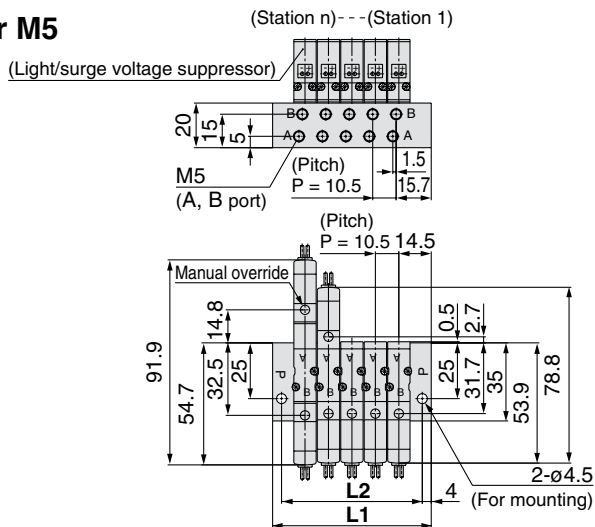 r M5
(Station n)---(Station 1)
(Light/surge voltage suppressor)
B B
A A
20
15
5
M5
(A, B port)
(Pitch)
P = 10.5
1.5
15.7
(Pitch)
P = 10.5
14.5
Manual override
91.9
54.7
14.8
32.5
25
P
A A A A
B B B B B
P
0.5
2.7
25
31.7
35
53.9
78.8
2-ø4.5
(For mounting)
L2
4
L1